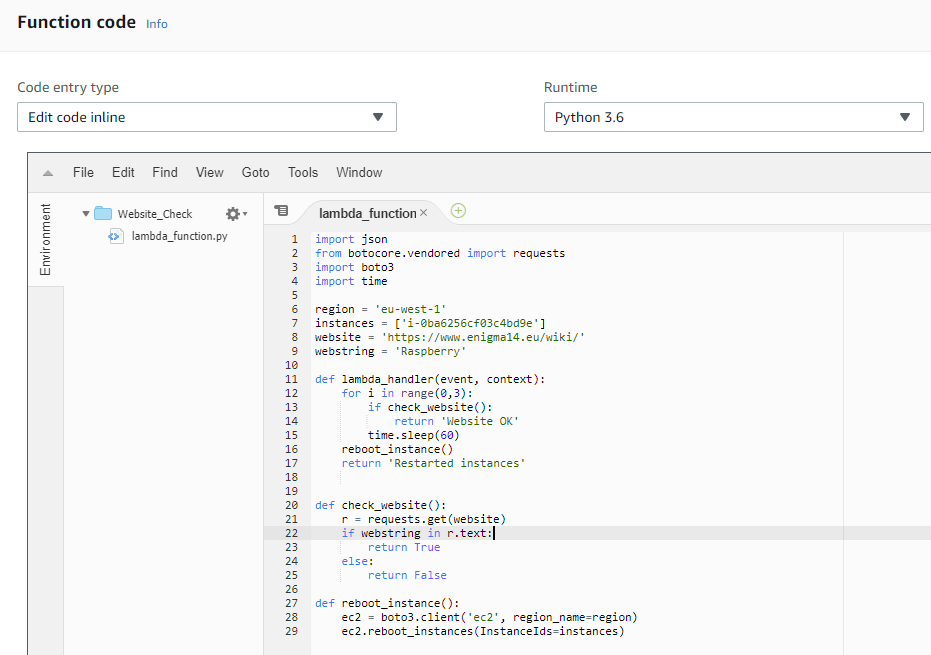 Function code Info
Code entry type
Runtime
Edit code inline
Python 3.6
File Edit Find View Goto Tools Window
Environment
Website_Check
lambda_function.py
lambda_function ×
1 import json
2 from botocore.vendored import requests
3 import boto3
4 import time
5
6 region = 'eu-west-1'
7 instances = ['i-0ba6256cf03c4bd9e']
8 website = 'https://www.enigma14.eu/wiki/'
9 webstring = 'Raspberry'
10
11 def lambda_handler(event, context):
12     for i in range(0,3):
13         if check_website():
14             return 'Website OK'
15         time.sleep(60)
16     reboot_instance()
17     return 'Restarted instances'
18
19
20 def check_website():
21     r = requests.get(website)
22     if webstring in r.text:
23         return True
24     else:
25         return False
26
27 def reboot_instance():
28     ec2 = boto3.client('ec2', region_name=region)
29     ec2.reboot_instances(InstanceIds=instances)